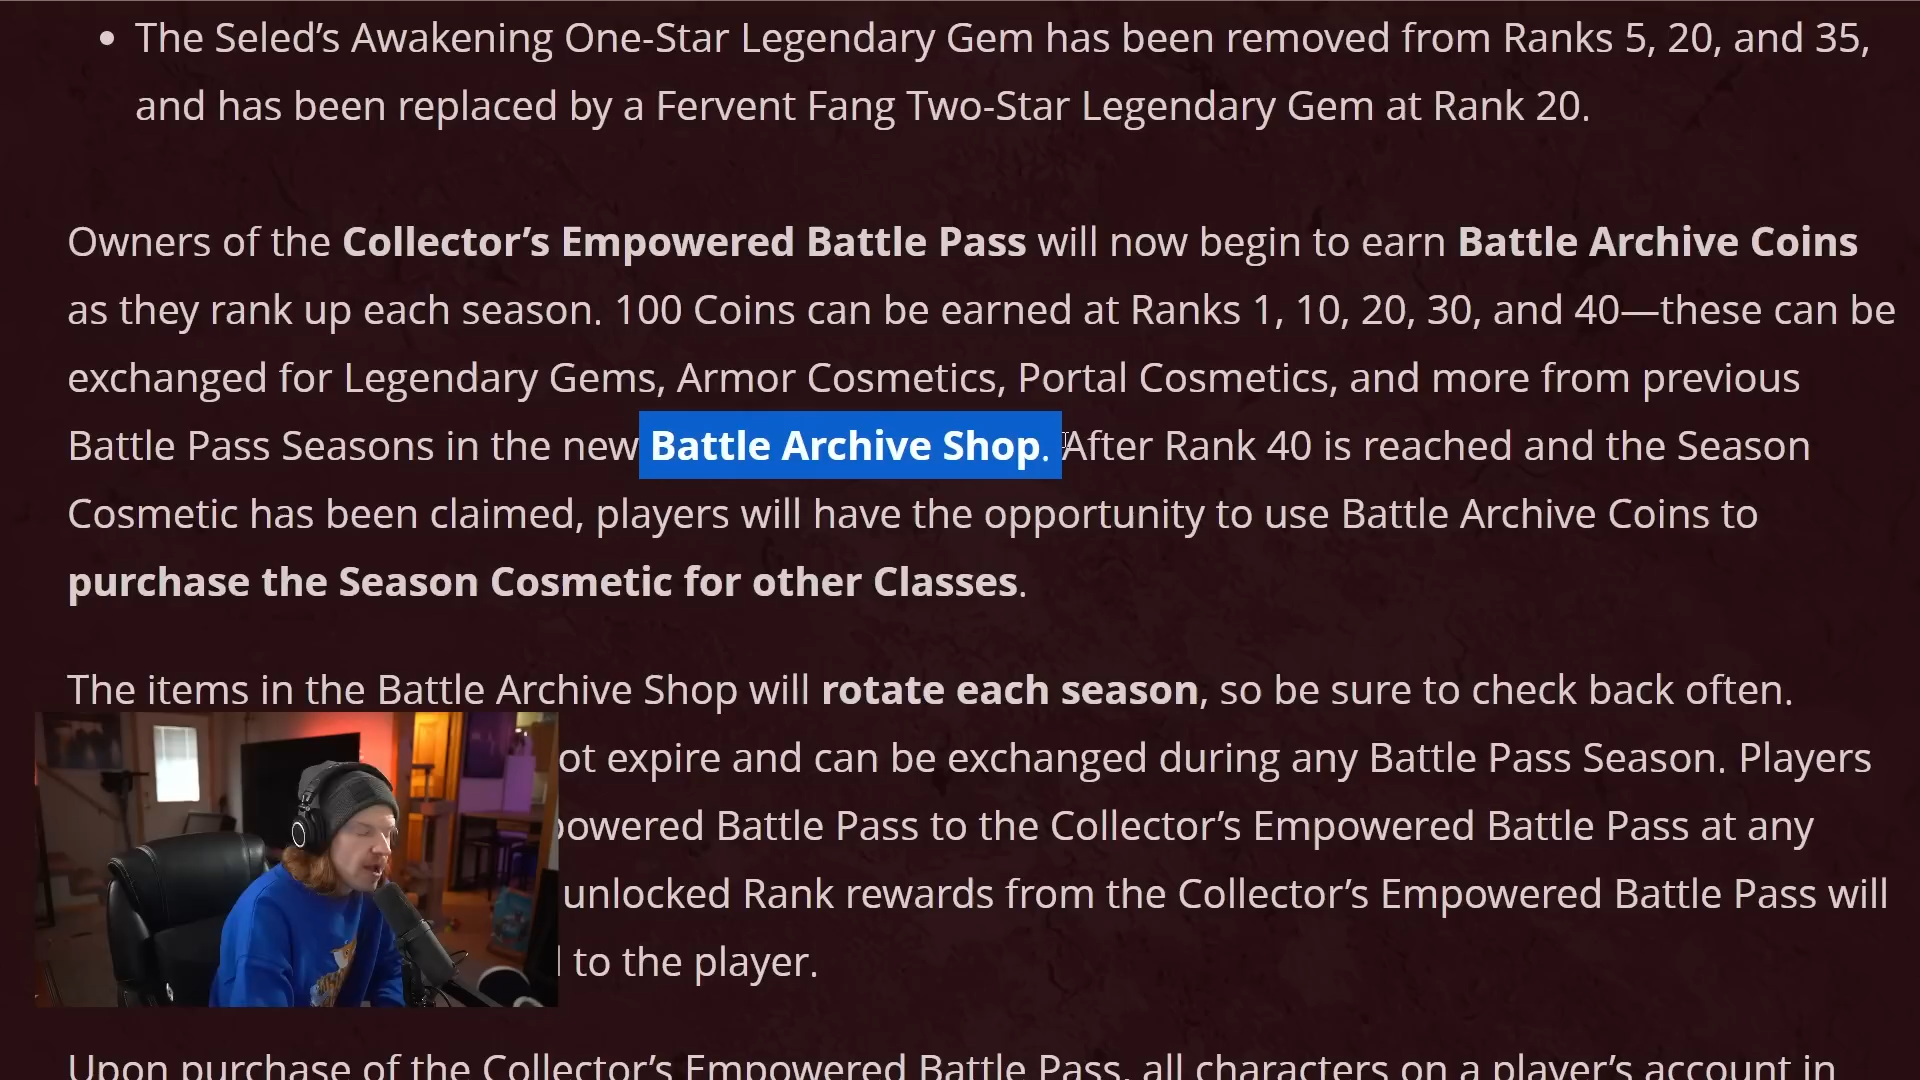 • The Seled’s Awakening One-Star Legendary Gem has been removed from Ranks 5, 20, and 35,
and has been replaced by a Fervent Fang Two-Star Legendary Gem at Rank 20.
Owners of the Collector’s Empowered Battle Pass will now begin to earn Battle Archive Coins
as they rank up each season. 100 Coins can be earned at Ranks 1, 10, 20, 30, and 40—these can be
exchanged for Legendary Gems, Armor Cosmetics, Portal Cosmetics, and more from previous
Battle Pass Seasons in the new Battle Archive Shop. After Rank 40 is reached and the Season
Cosmetic has been claimed, players will have the opportunity to use Battle Archive Coins to
purchase the Season Cosmetic for other Classes.
The items in the Battle Archive Shop will rotate each season, so be sure to check back often.
ot expire and can be exchanged during any Battle Pass Season. Players
powered Battle Pass to the Collector’s Empowered Battle Pass at any
unlocked Rank rewards from the Collector’s Empowered Battle Pass will
to the player.
Upon purchase of the Collector’s Empowered Battle Pass, all characters on a player’s account in